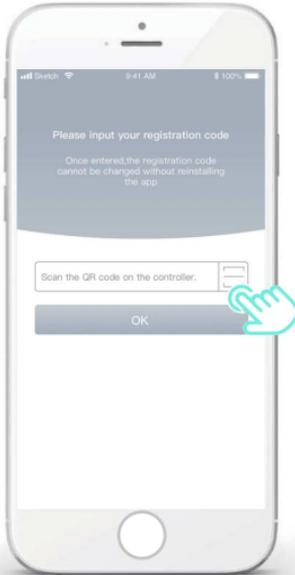 Sketch 9:41 AM 100%
Please input your registration code
Once entered,the registration code
cannot be changed without reinstalling
the app
Scan the QR code on the controller.
OK